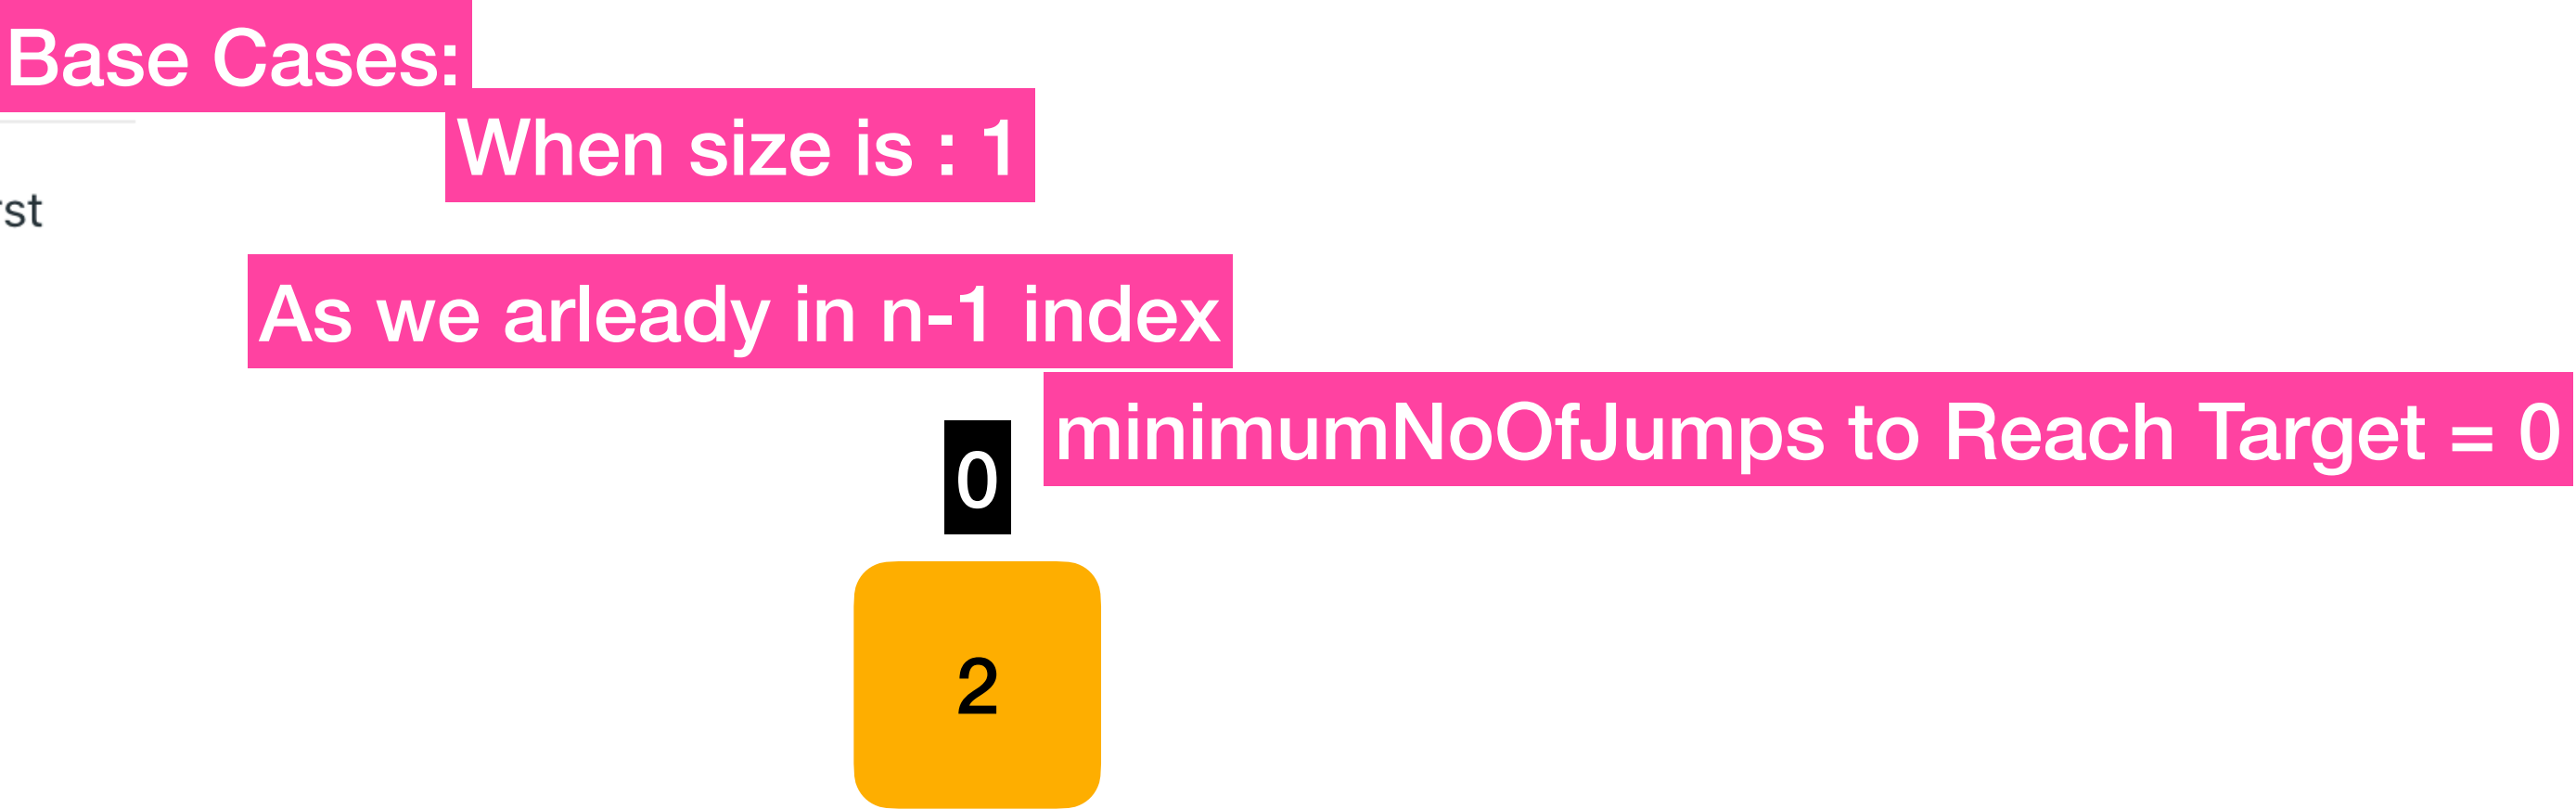 Base Cases:
When size is : 1
st
As we arleady in n-1 index
minimumNoOfJumps to Reach Target = 0
0
2